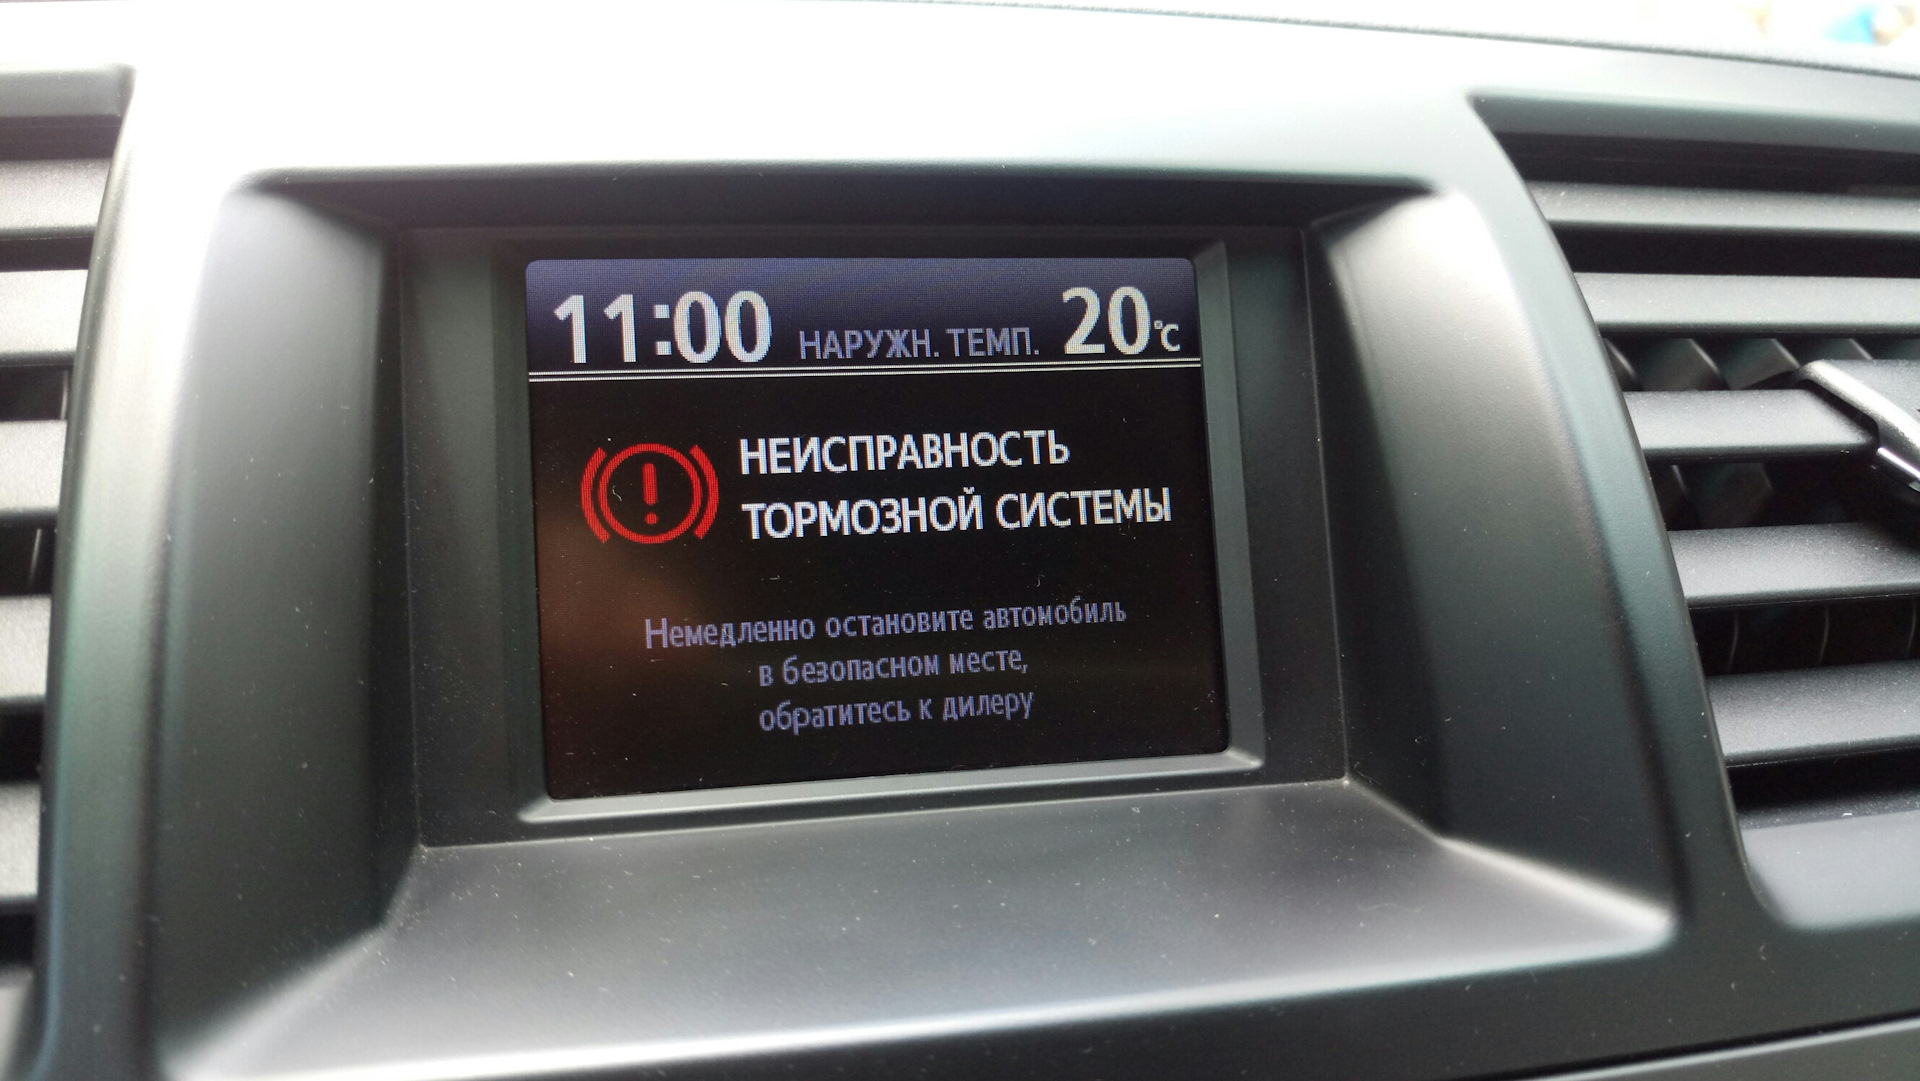 11:00 НАРУЖН. ТЕМП. 20°C
НЕИСПРАВНОСТЬ
ТОРМОЗНОЙ СИСТЕМЫ
Немедленно остановите автомобиль
в безопасном месте,
обратитесь к дилеру